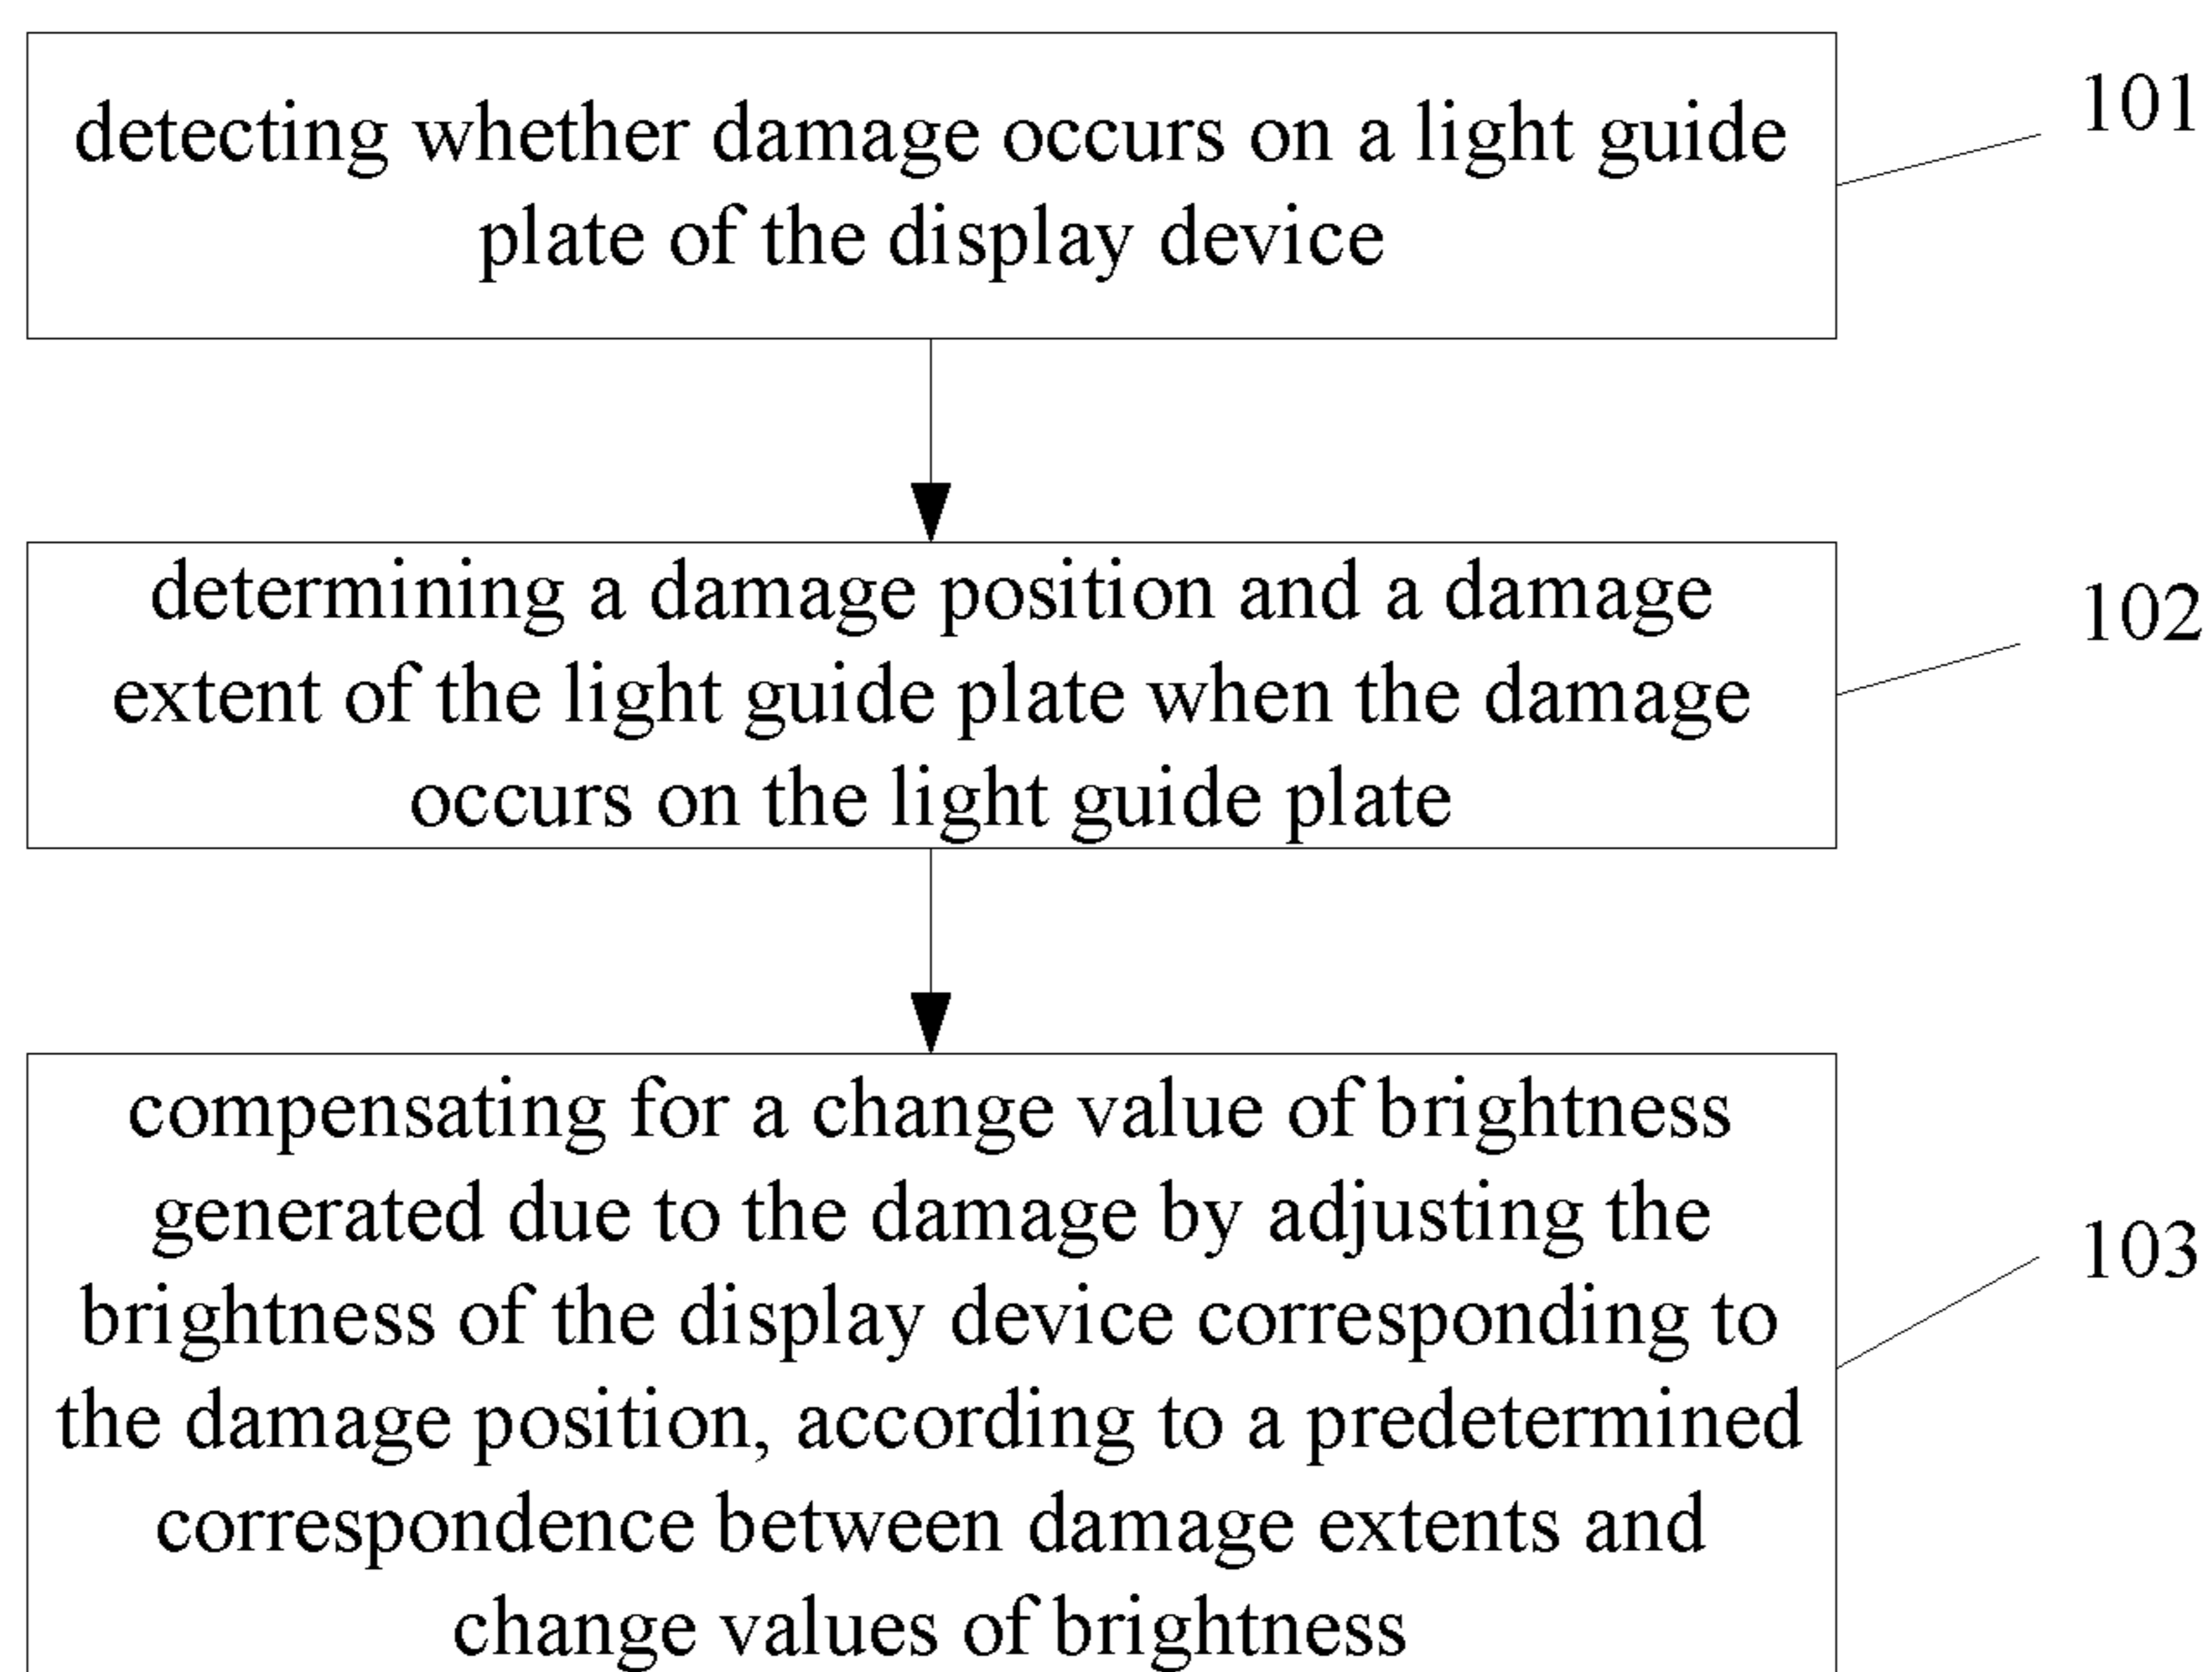 detecting whether damage occurs on a light guide
plate of the display device
101
determining a damage position and a damage
extent of the light guide plate when the damage
occurs on the light guide plate
102
compensating for a change value of brightness
generated due to the damage by adjusting the
brightness of the display device corresponding to
the damage position, according to a predetermined
correspondence between damage extents and
change values of brightness
103